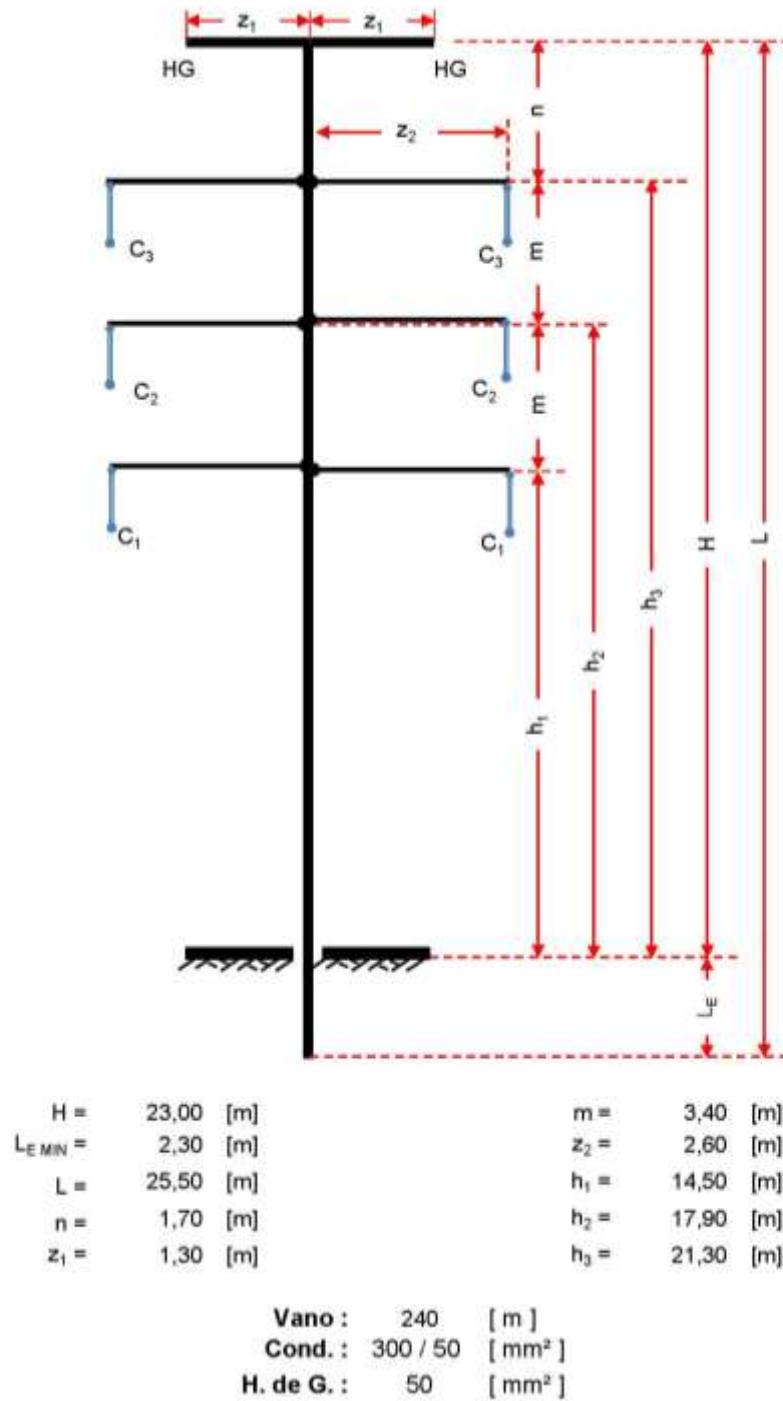 z₁ z₁
HG HG
n
z₂
C₃ C₃
m
C₂ C₂
m
C₁ C₁
h₁
h₂
h₃
H
L
L_E
H = 23,00 [m]
L_E MIN = 2,30 [m]
L = 25,50 [m]
n = 1,70 [m]
z₁ = 1,30 [m]
m = 3,40 [m]
z₂ = 2,60 [m]
h₁ = 14,50 [m]
h₂ = 17,90 [m]
h₃ = 21,30 [m]
Vano : 240 [ m ]
Cond. : 300 / 50 [ mm² ]
H. de G. : 50 [ mm² ]